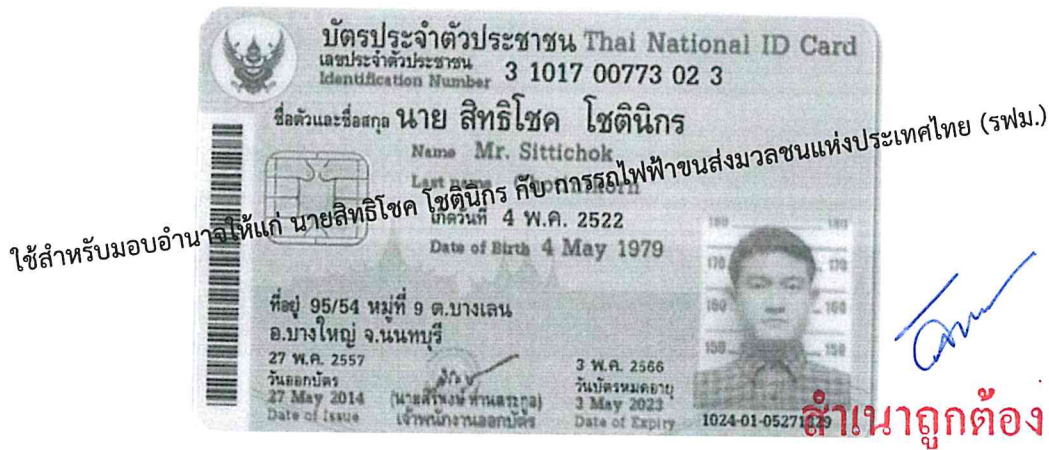 บัตรประจำตัวประชาชน Thai National ID Card
เลขประจำตัวประชาชน
Identification Number 3 1017 00773 02 3
ชื่อตัวและชื่อสกุล นาย สิทธิโชค โชตินิกร
Name Mr. Sittichok
Last name
ใช้สำหรับมอบอำนาจให้แก่ นายสิทธิโชค โชตินิกร กับ การรถไฟฟ้าขนส่งมวลชนแห่งประเทศไทย (รฟม.)
เกิดวันที่ 4 พ.ค. 2522
Date of Birth 4 May 1979
180 180
170 170
160 160
150 150
ที่อยู่ 95/54 หมู่ที่ 9 ต.บางเลน
อ.บางใหญ่ จ.นนทบุรี
27 พ.ค. 2557
วันออกบัตร
27 May 2014
Date of Issue
เจ้าพนักงานออกบัตร
3 พ.ค. 2566
วันบัตรหมดอายุ
3 May 2023
Date of Expiry
1024-01-05271
สำเนาถูกต้อง